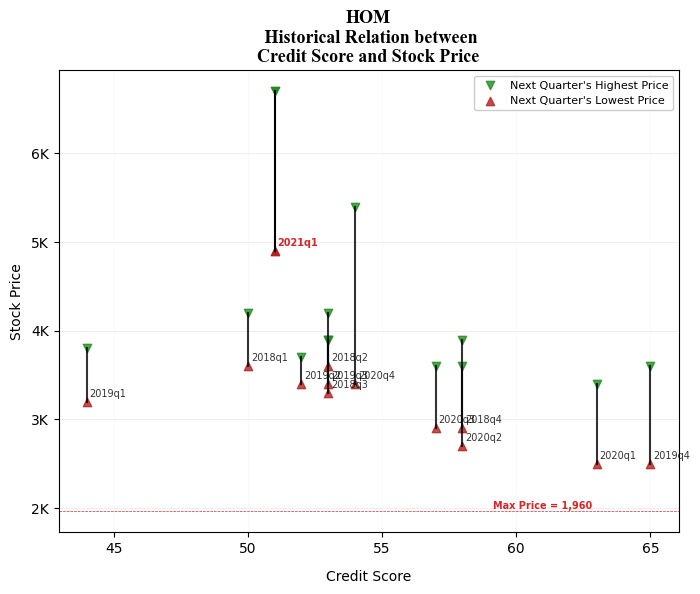 HOM
Historical Relation between
Credit Score and Stock Price
Next Quarter's Highest Price
Next Quarter's Lowest Price
6K
5K
4K
3K
2K
Stock Price
2021q1
2018q1
2018q2
2019q2
2019q3
2020q4
2018q3
2019q1
2020q3
2018q4
2020q2
2020q1
2019q4
Max Price = 1,960
45
50
55
60
65
Credit Score